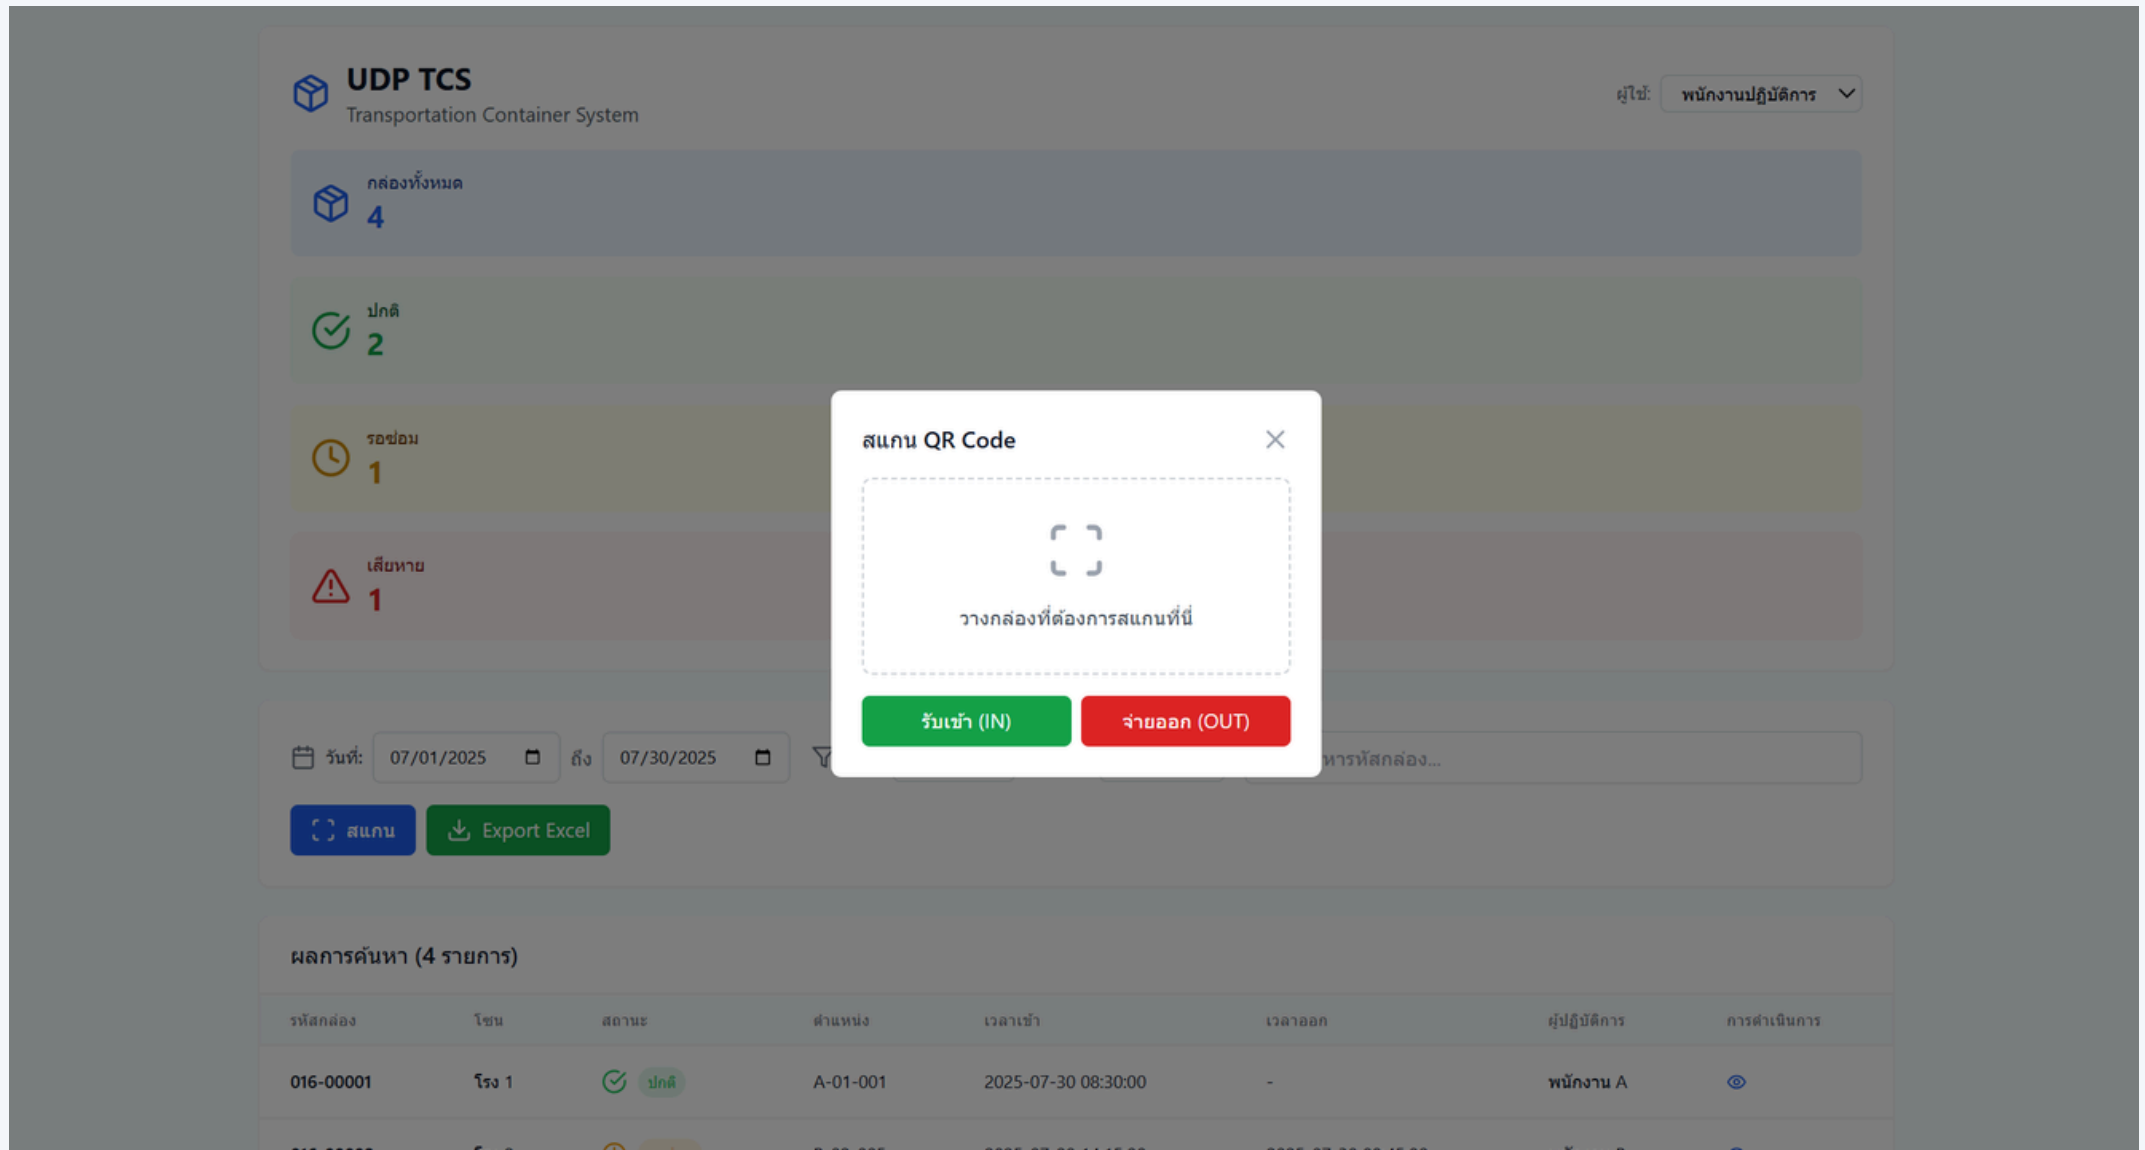 UDP TCS
Transportation Container System
ผู้ใช้: พนักงานปฏิบัติการ
กล่องทั้งหมด
4
ปกติ
2
รอซ่อม
1
เสียหาย
1
สแกน QR Code
วางกล่องที่ต้องการสแกนที่นี่
รับเข้า (IN) จ่ายออก (OUT)
วันที่: 07/01/2025 ถึง 07/30/2025 หารหัสกล่อง...
สแกน Export Excel
ผลการค้นหา (4 รายการ)
รหัสกล่อง โซน สถานะ ตำแหน่ง เวลาเข้า เวลาออก ผู้ปฏิบัติการ การดำเนินการ
016-00001 โรง 1 ปกติ A-01-001 2025-07-30 08:30:00 - พนักงาน A